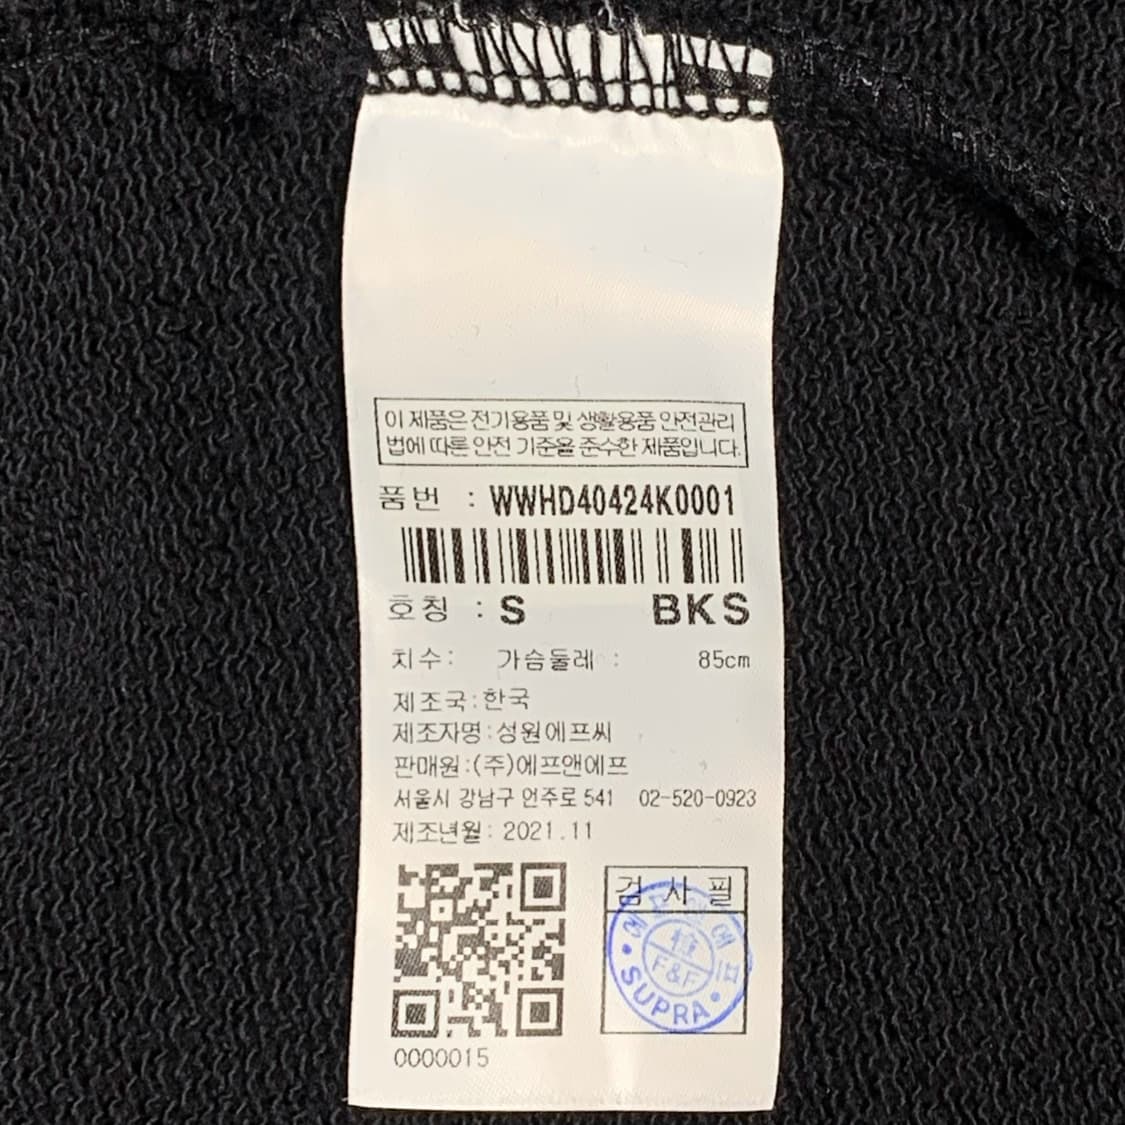 이 제품은 전기용품 및 생활용품 안전관리
법에 따른 안전 기준을 준수한 제품입니다.
품번 : WWHD40424K0001
호칭 : S BKS
치수: 가슴둘레 : 85cm
제조국:한국
제조자명:성원에프씨
판매원:(주)에프앤에프
서울시 강남구 언주로 541 02-520-0923
제조년월: 2021.11
검 사 필
F&F
SUPRA
0000015